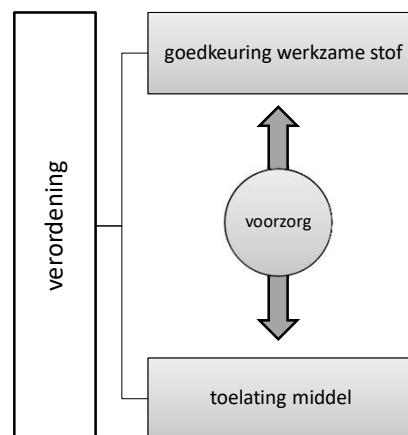 verordening
goedkeuring werkzame stof
voorzorg
toelating middel